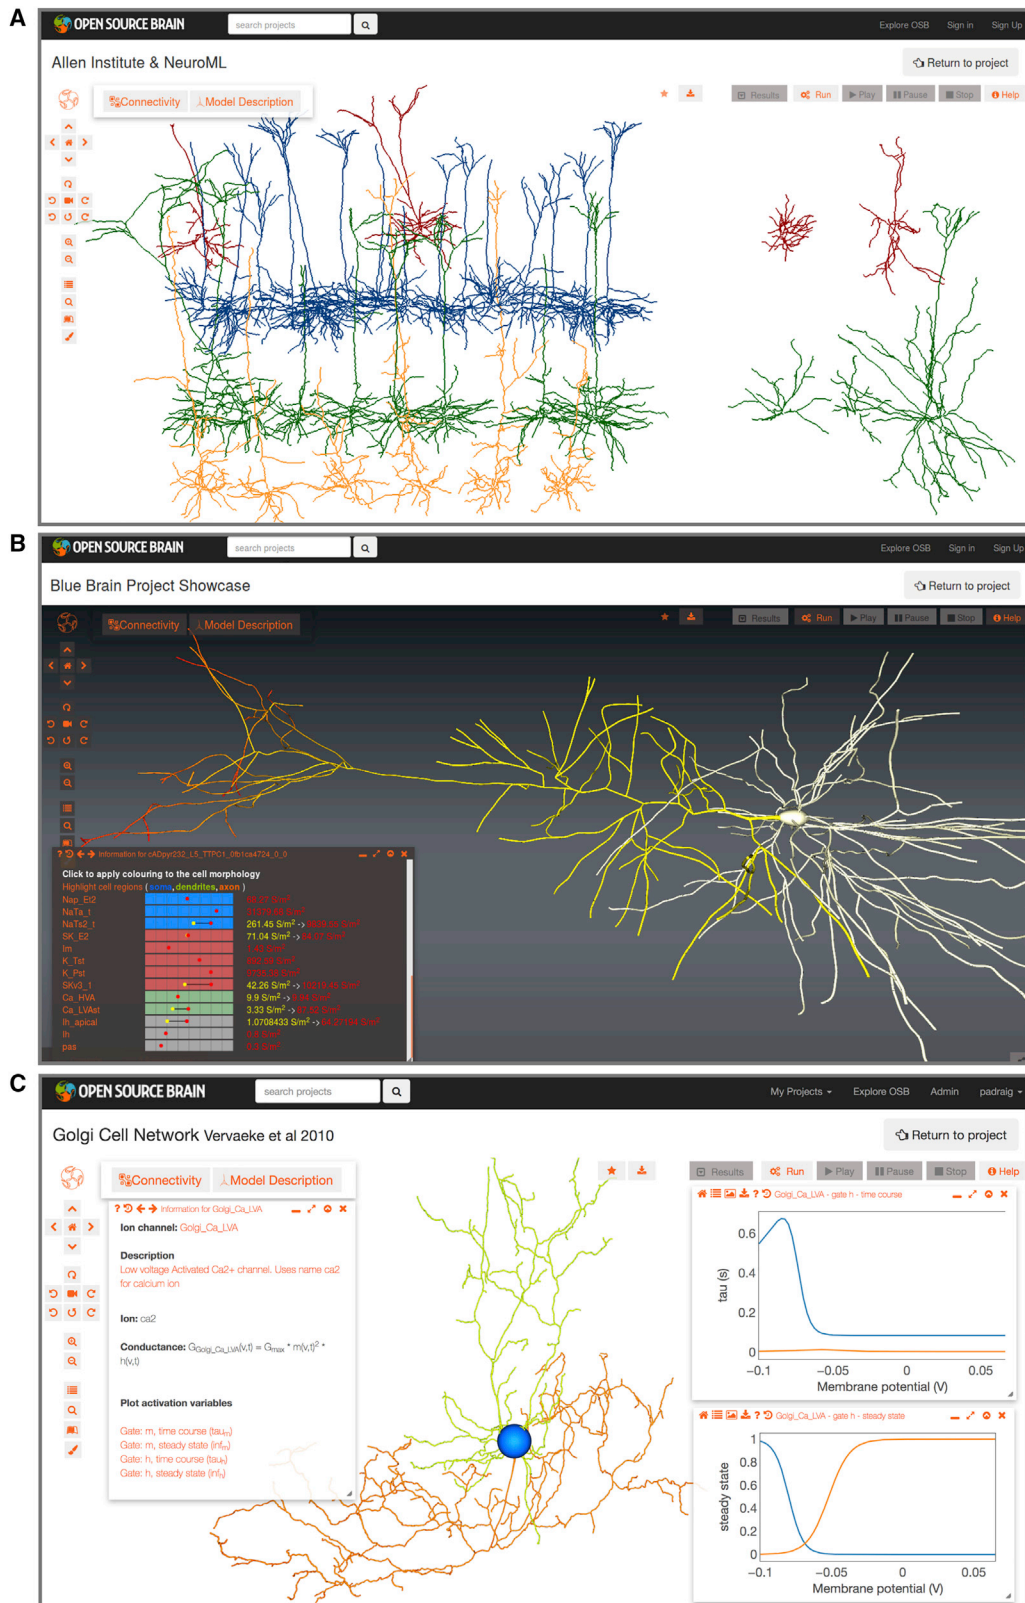 A
OPEN SOURCE BRAIN
search projects
Explore OSB Sign in Sign Up
Allen Institute & NeuroML
Return to project
Connectivity Model Description
Results Run Play Pause Stop Help
B
OPEN SOURCE BRAIN
search projects
Explore OSB Sign in Sign Up
Blue Brain Project Showcase
Return to project
Connectivity Model Description
Results Run Play Pause Stop Help
Information for cADpyr232_L5_TTPC1_0fb1ca4724_0_0
Click to apply colouring to the cell morphology
Highlight cell regions (soma, dendrites, axon)
Nap_Et2
NaTa_t
NaTs2_t 261.45 S/m² ->
SK_E2 71.04 S/m² ->
Im
K_Tst
K_Pst
SKv3_1 42.26 S/m² ->
Ca_HVA 9.9 S/m² ->
Ca_LVAst 3.33 S/m² ->
Ih_apical 1.0708433 S/m² ->
Ih
pas
C
OPEN SOURCE BRAIN
search projects
My Projects Explore OSB Admin padraig
Golgi Cell Network Vervaeke et al 2010
Return to project
Connectivity Model Description
Results Run Play Pause Stop Help
Information for Golgi_Ca_LVA
Ion channel: Golgi_Ca_LVA
Description
Low voltage Activated Ca2+ channel. Uses name ca2
for calcium ion
Ion: ca2
Conductance: G_Golgi_Ca_LVA(v,t) = G_max * m(v,t)² *
h(v,t)
Plot activation variables
Gate: m, time course (tau_m)
Gate: m, steady state (inf_m)
Gate: h, time course (tau_h)
Gate: h, steady state (inf_h)
Golgi_Ca_LVA - gate h - time course
tau (s)
0.6
0.4
0.2
0
−0.1 −0.05 0 0.05
Membrane potential (V)
Golgi_Ca_LVA - gate h - steady state
steady state
1
0.8
0.6
0.4
0.2
0
−0.1 −0.05 0 0.05
Membrane potential (V)